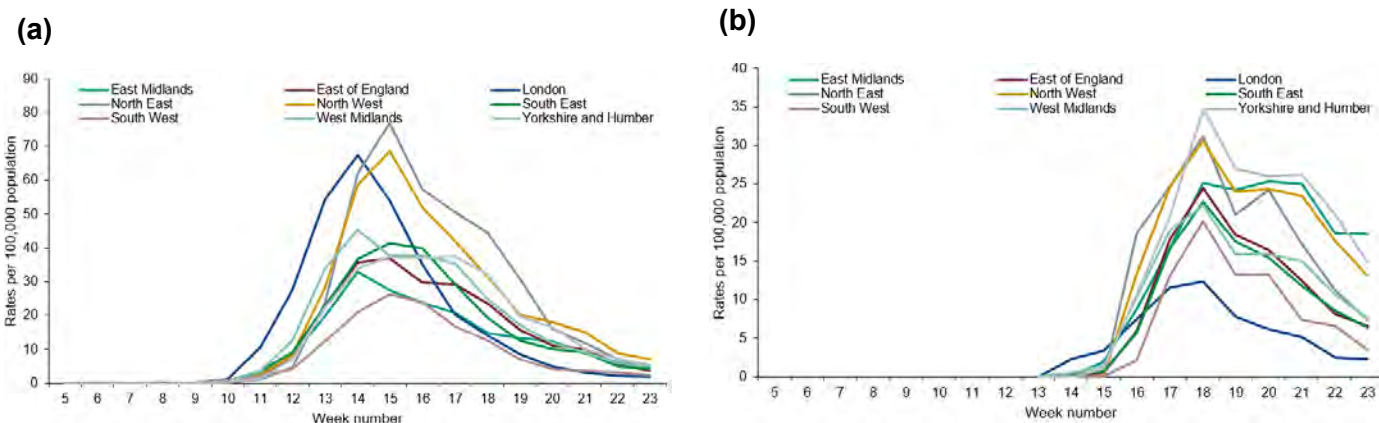 (a)
(b)
East Midlands East of England London
North East North West South East
South West West Midlands Yorkshire and Humber
Rates per 100,000 population
90
80
70
60
50
40
30
20
10
0
5 6 7 8 9 10 11 12 13 14 15 16 17 18 19 20 21 22 23
Week number
East Midlands East of England London
North East North West South East
South West West Midlands Yorkshire and Humber
Rates per 100,000 population
40
35
30
25
20
15
10
5
0
5 6 7 8 9 10 11 12 13 14 15 16 17 18 19 20 21 22 23
Week number